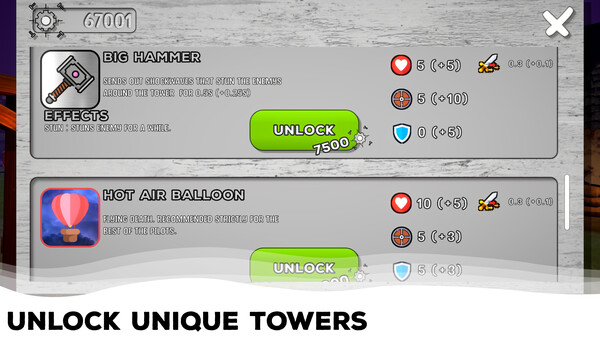 67001
BIG HAMMER
SENDS OUT SHOCKWAVES THAT STUN THE ENEMYS
AROUND THE TOWER FOR 0.5S (+0.25S)
EFFECTS
STUN : STUNS ENEMY FOR A WHILE.
UNLOCK
7500
5 (+5)
0.3 (+0.1)
5 (+10)
0 (+5)
HOT AIR BALLOON
FLYING DEATH. RECOMMENDED STRICTLY FOR THE
BEST OF THE PILOTS.
UNLOCK
10 (+5)
0.3 (+0.1)
5 (+3)
5 (+3)
UNLOCK UNIQUE TOWERS